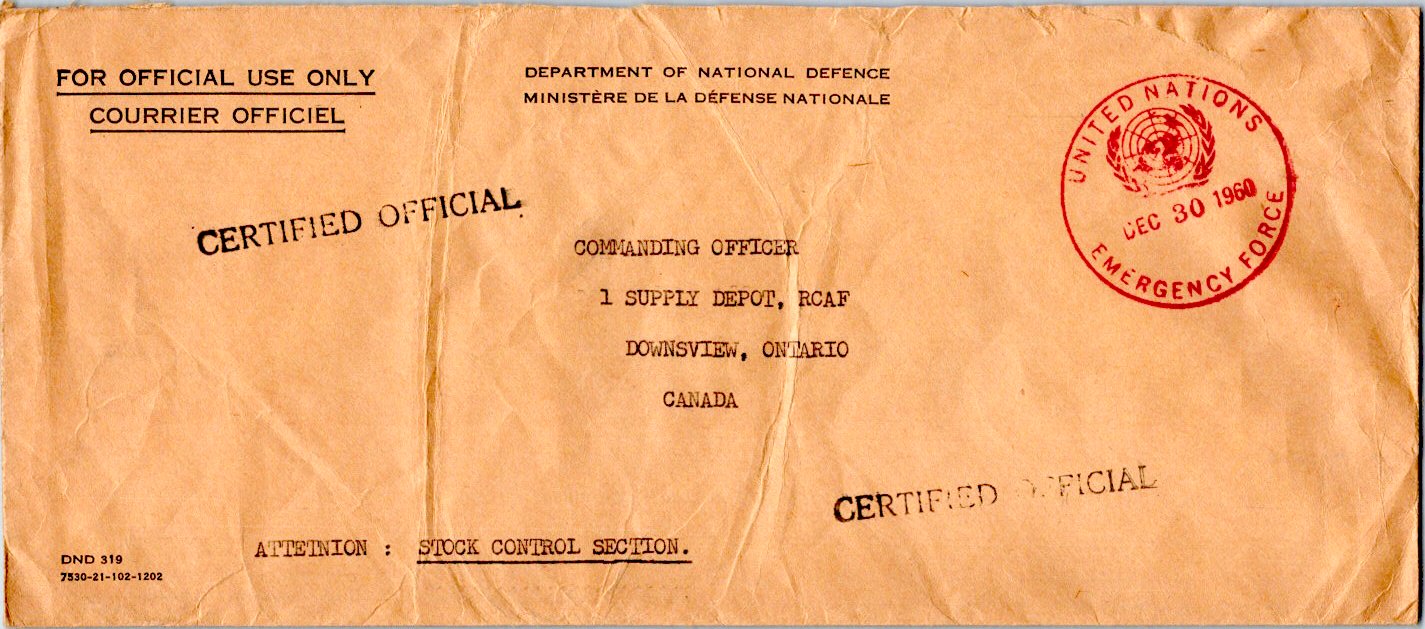 FOR OFFICIAL USE ONLY
COURRIER OFFICIEL
DEPARTMENT OF NATIONAL DEFENCE
MINISTÈRE DE LA DÉFENSE NATIONALE
UNITED NATIONS
DEC 30 1960
EMERGENCY FORCE
CERTIFIED OFFICIAL
COMMANDING OFFICER
1 SUPPLY DEPOT, RCAF
DOWNSVIEW, ONTARIO
CANADA
CERTIFIED OFFICIAL
ATTETNION : STOCK CONTROL SECTION.
DND 319
7530-21-102-1202